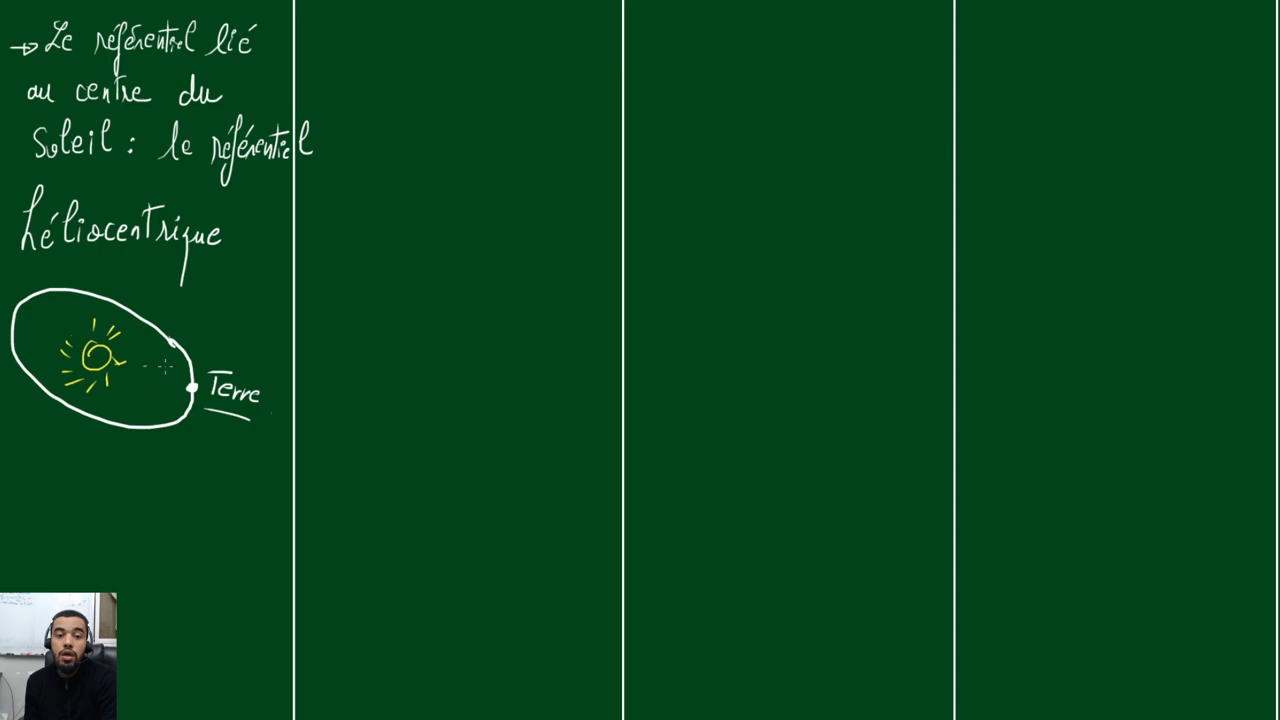 → Le référentiel lié
au centre du
Soleil : le référentiel
héliocentrique
Terre